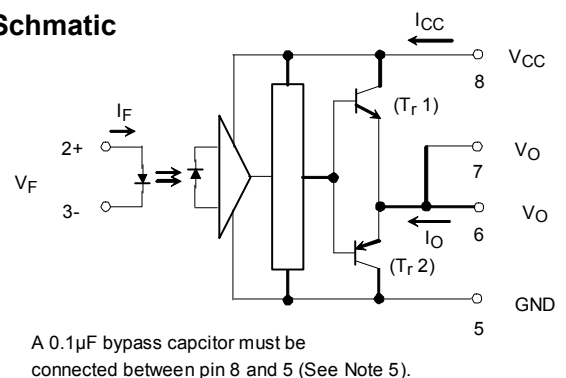 Schmatic
ICC
VCC
8
(Tr 1)
IF
2+
VF
3-
7
VO
IO
6
VO
(Tr 2)
GND
5
A 0.1µF bypass capcitor must be
connected between pin 8 and 5 (See Note 5).